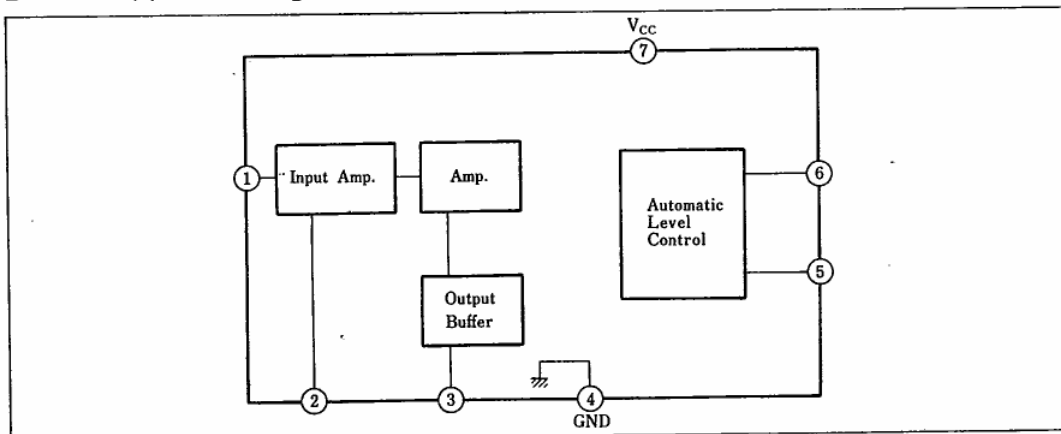 VCC
7
1
Input Amp.
Amp.
Automatic
Level
Control
6
5
Output
Buffer
2
3
4
GND